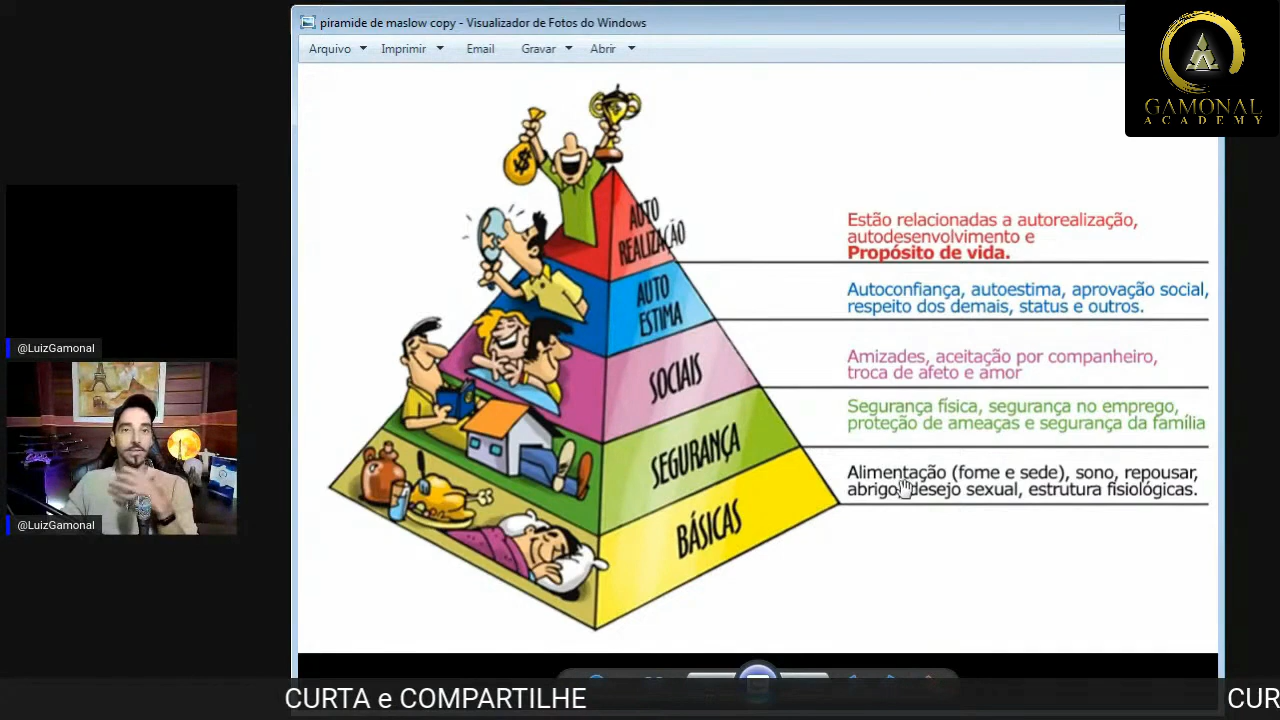 piramide de maslow copy - Visualizador de Fotos do Windows
Arquivo Imprimir Email Gravar Abrir
GAMONAL
ACADEMY
AUTO
REALIZAÇÃO
Estão relacionadas a autorealização,
autodesenvolvimento e
Propósito de vida.
AUTO
ESTIMA
Autoconfiança, autoestima, aprovação social,
respeito dos demais, status e outros.
SOCIAIS
Amizades, aceitação por companheiro,
troca de afeto e amor
SEGURANÇA
Segurança física, segurança no emprego,
proteção de ameaças e segurança da família
BÁSICAS
Alimentação (fome e sede), sono, repousar,
abrigo, desejo sexual, estrutura fisiológicas.
@LuizGamonal
@LuizGamonal
CURTA e COMPARTILHE
CUR